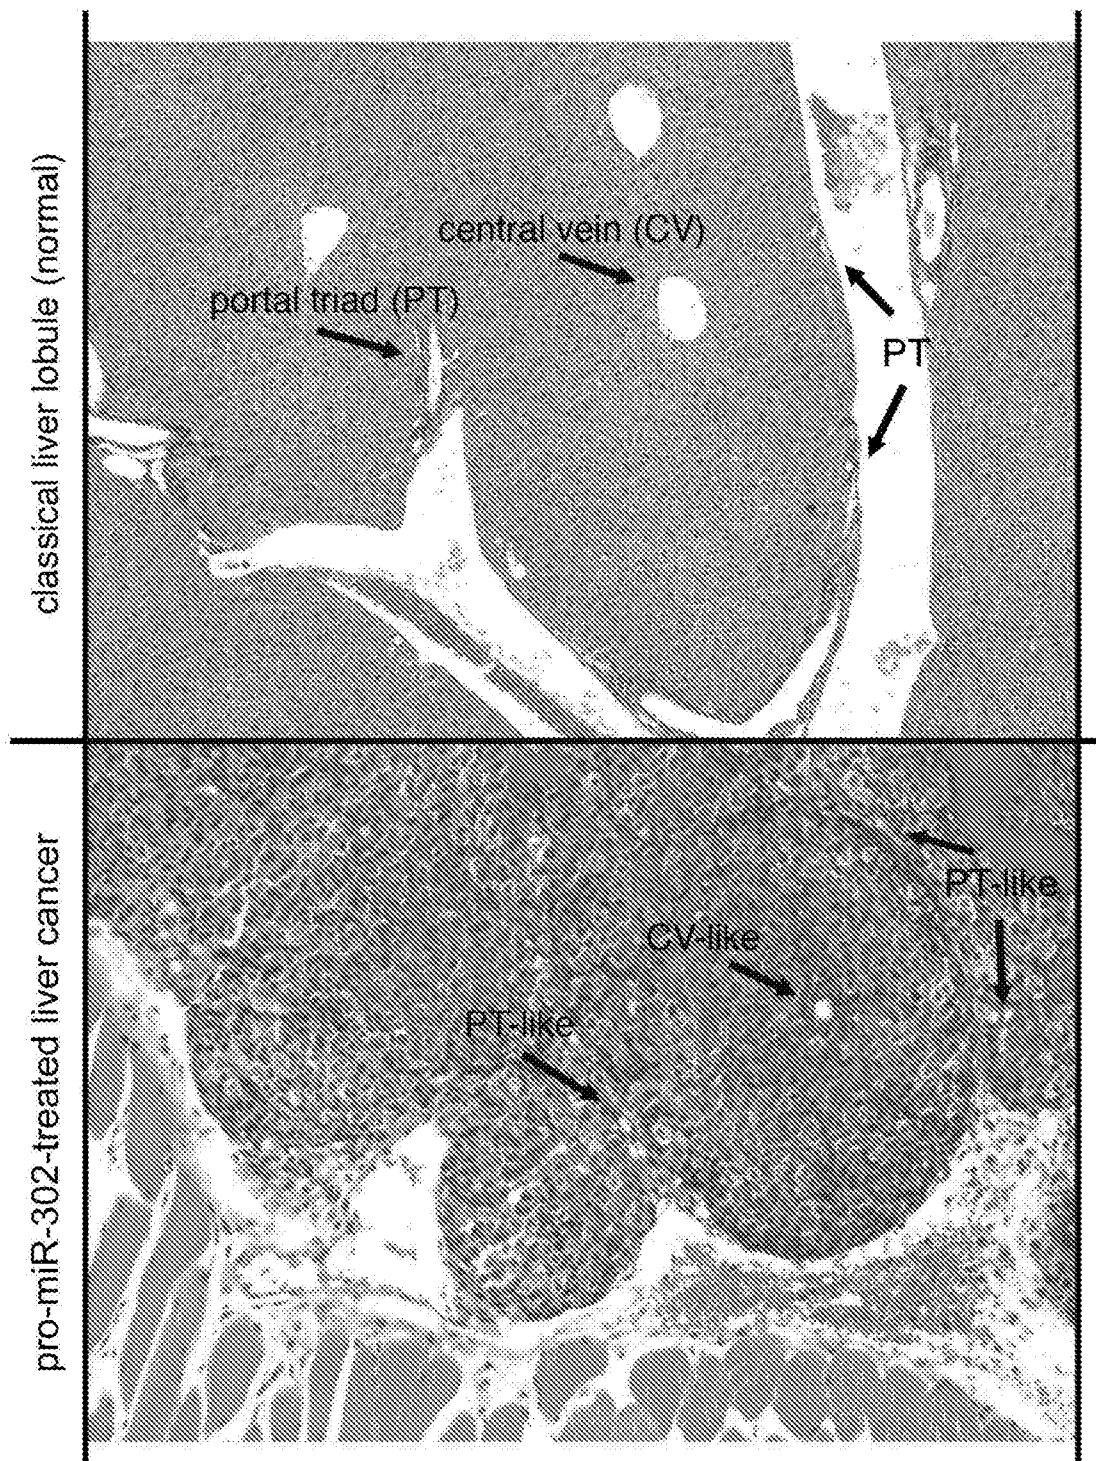 classical liver lobule (normal)
central vein (CV)
portal triad (PT)
PT
pro-miR-302-treated liver cancer
PT-like
CV-like
PT-like